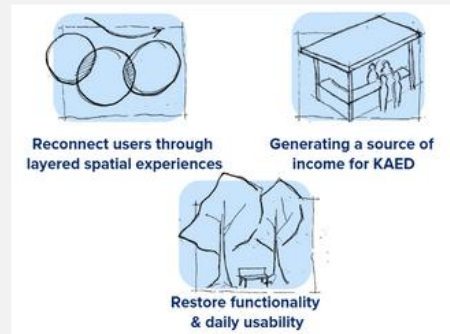 Reconnect users through
layered spatial experiences
Generating a source of
income for KAED
Restore functionality
& daily usability